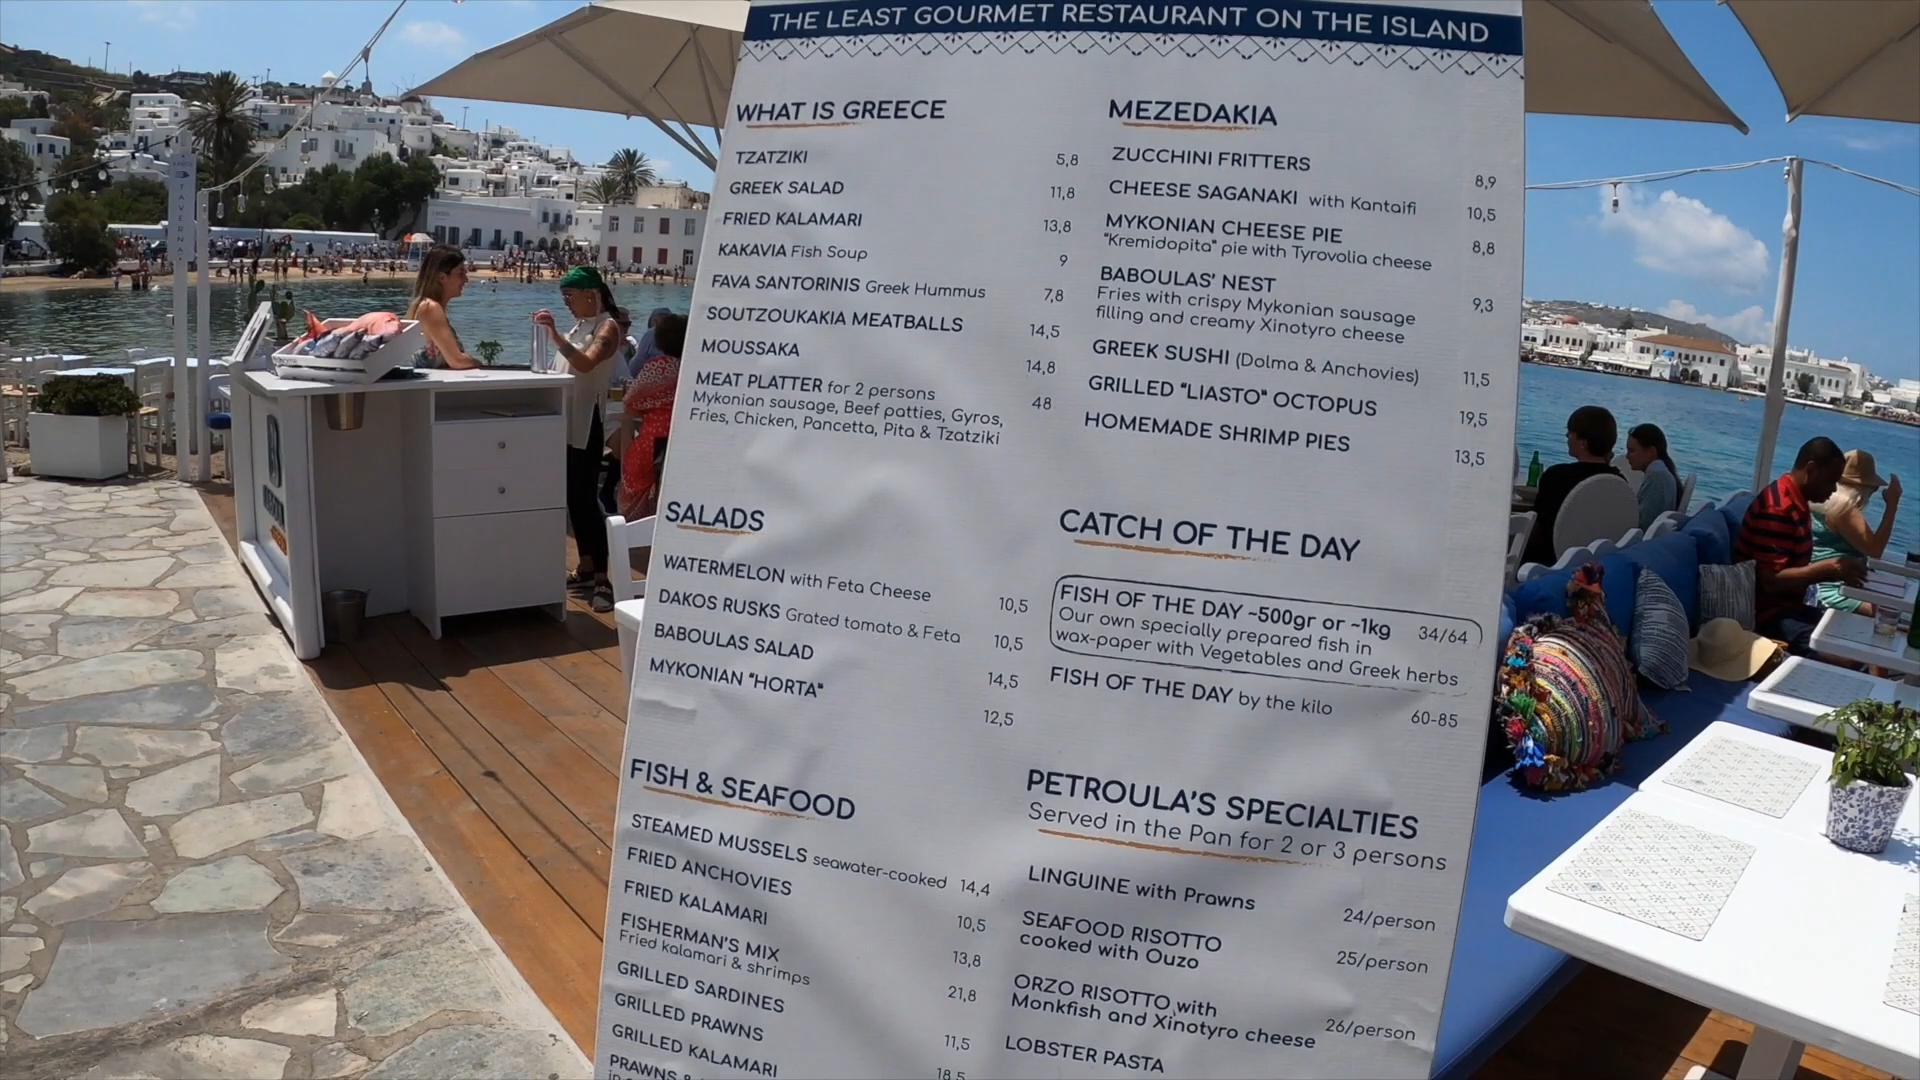 THE LEAST GOURMET RESTAURANT ON THE ISLAND
WHAT IS GREECE
TZATZIKI 5,8
GREEK SALAD 11,8
FRIED KALAMARI 13,8
KAKAVIA Fish Soup 9
FAVA SANTORINIS Greek Hummus 7,8
SOUTZOUKAKIA MEATBALLS 14,5
MOUSSAKA 14,8
MEAT PLATTER for 2 persons 48
Mykonian sausage, Beef patties, Gyros,
Fries, Chicken, Pancetta, Pita & Tzatziki
SALADS
WATERMELON with Feta Cheese 10,5
DAKOS RUSKS Grated tomato & Feta 10,5
BABOULAS SALAD 14,5
MYKONIAN "HORTA" 12,5
FISH & SEAFOOD
STEAMED MUSSELS seawater-cooked 14,4
FRIED ANCHOVIES 10,5
FRIED KALAMARI 13,8
FISHERMAN'S MIX 21,8
Fried kalamari & shrimps
GRILLED SARDINES 11,5
GRILLED PRAWNS 18,5
GRILLED KALAMARI
PRAWNS &
MEZEDAKIA
ZUCCHINI FRITTERS 8,9
CHEESE SAGANAKI with Kantaifi 10,5
MYKONIAN CHEESE PIE 8,8
"Kremidopita" pie with Tyrovolia cheese
BABOULAS' NEST 9,3
Fries with crispy Mykonian sausage
filling and creamy Xinotyro cheese
GREEK SUSHI (Dolma & Anchovies) 11,5
GRILLED "LIASTO" OCTOPUS 19,5
HOMEMADE SHRIMP PIES 13,5
CATCH OF THE DAY
FISH OF THE DAY ~500gr or ~1kg 34/64
Our own specially prepared fish in
wax-paper with Vegetables and Greek herbs
FISH OF THE DAY by the kilo 60-85
PETROULA'S SPECIALTIES
Served in the Pan for 2 or 3 persons
LINGUINE with Prawns 24/person
SEAFOOD RISOTTO 25/person
cooked with Ouzo
ORZO RISOTTO with
Monkfish and Xinotyro cheese 26/person
LOBSTER PASTA
TAVERNA